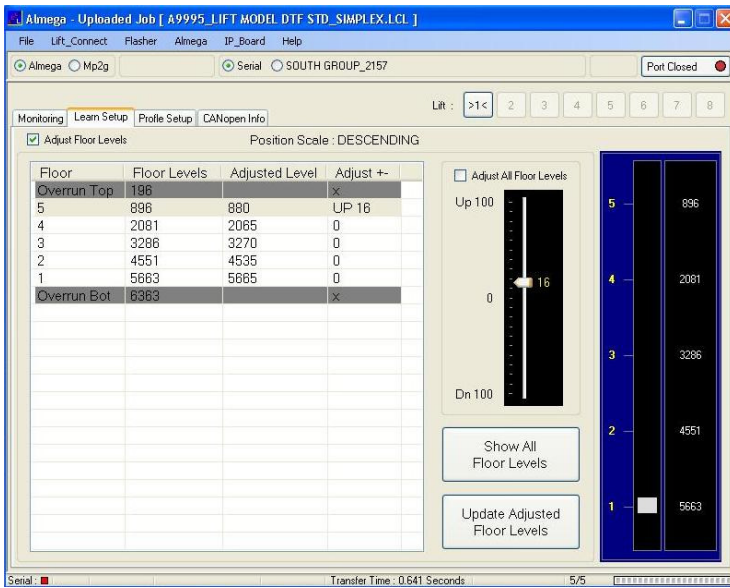 Almega - Uploaded Job [ A9995_LIFT MODEL DTF STD_SIMPLEX.LCL ]
File Lift_Connect Flasher Almega IP_Board Help
Almega Mp2g Serial SOUTH GROUP_2157 Port Closed
Lift : >1< 2 3 4 5 6 7 8
Monitoring Learn Setup Profle Setup CANopen Info
Adjust Floor Levels Position Scale : DESCENDING
Floor Floor Levels Adjusted Level Adjust +-
Overrun Top 196 x
5 896 880 UP 16
4 2081 2065 0
3 3286 3270 0
2 4551 4535 0
1 5663 5665 0
Overrun Bot 6363 x
Adjust All Floor Levels
Up 100
16
0
Dn 100
Show All
Floor Levels
Update Adjusted
Floor Levels
5 896
4 2081
3 3286
2 4551
1 5663
Serial : Transfer Time : 0.641 Seconds 5/5